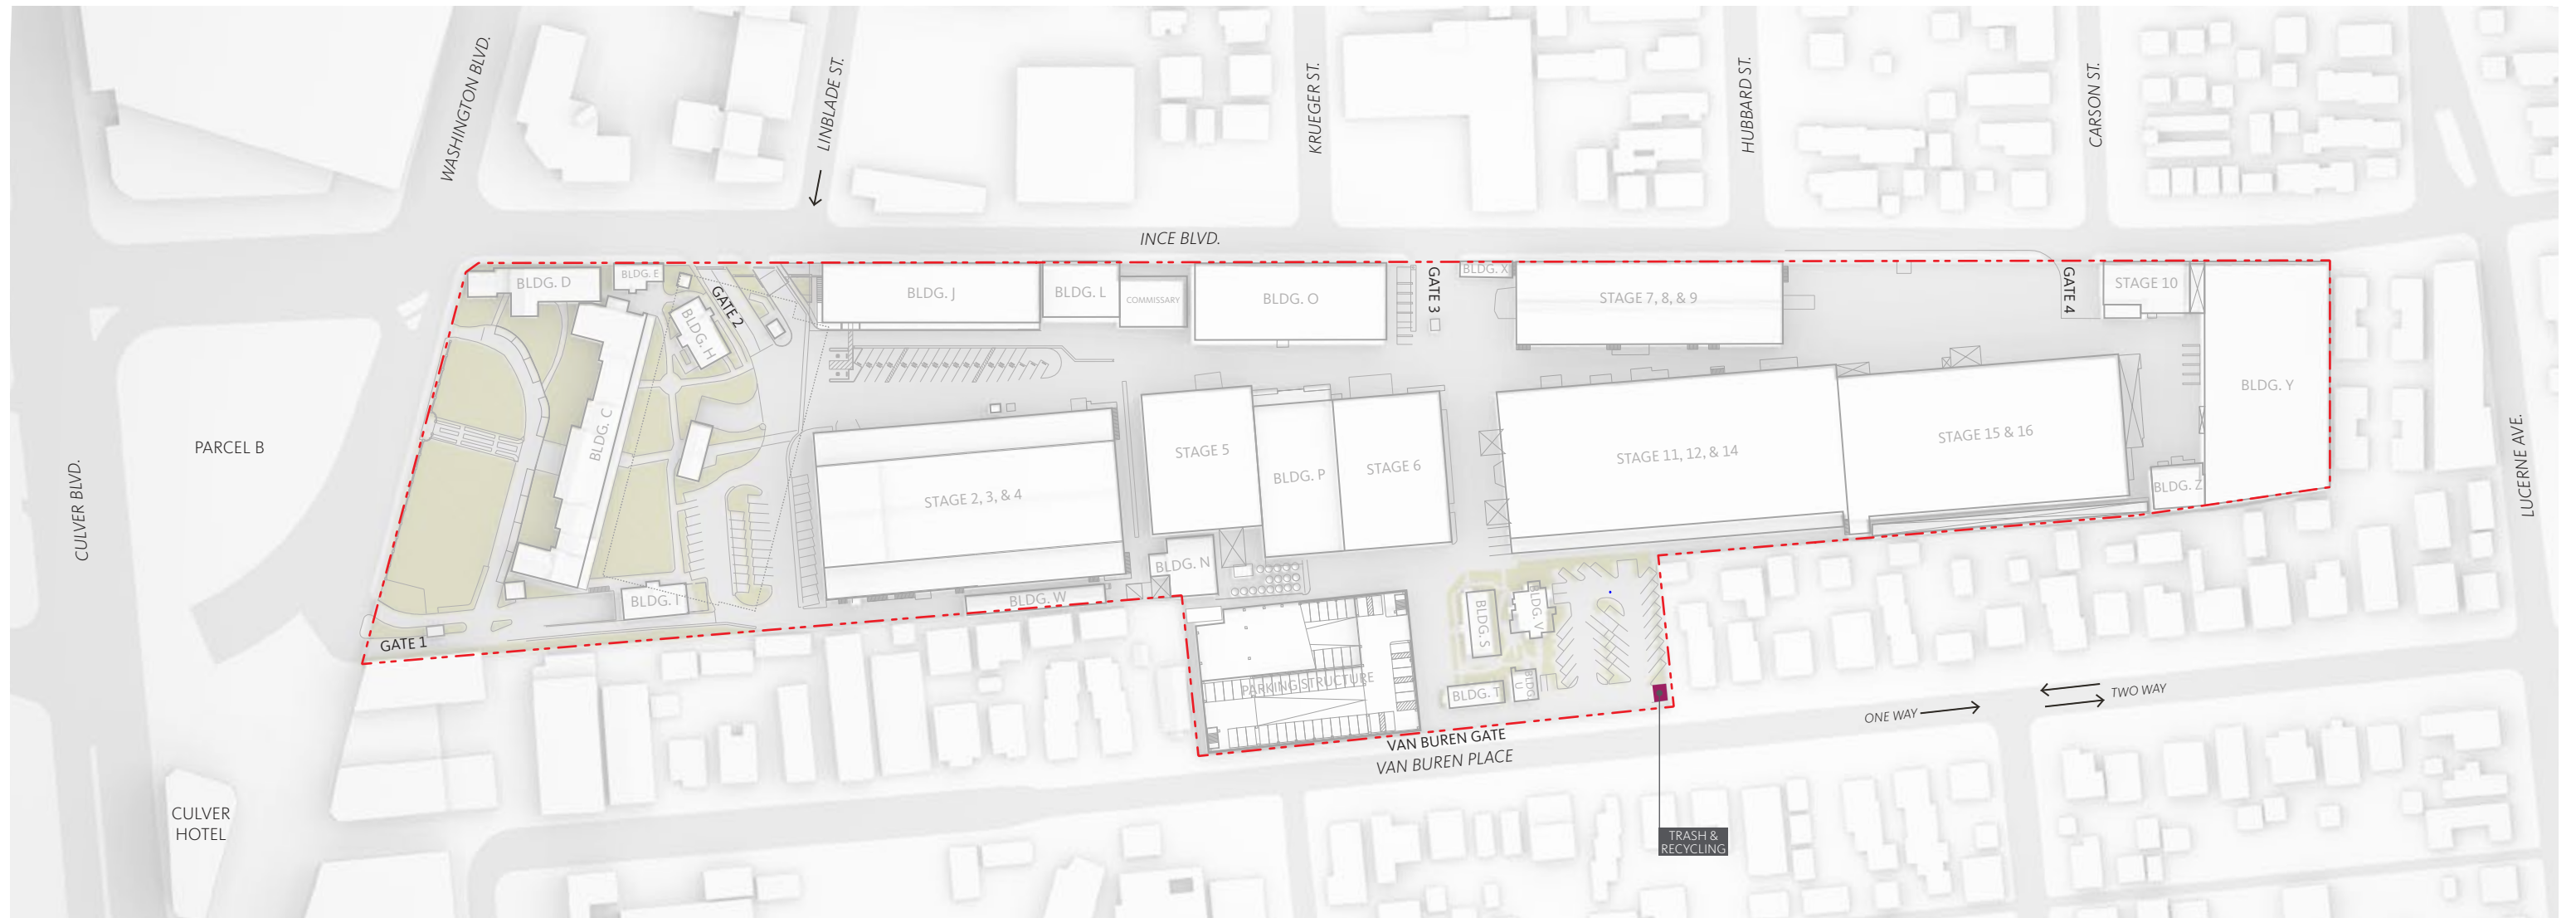 WASHINGTON BLVD.
LINBLADE ST.
KRUEGER ST.
HUBBARD ST.
CARSON ST.
INCE BLVD.
BLDG. D
BLDG. E
GATE 2
BLDG. H
BLDG. J
BLDG. L
COMMISSARY
BLDG. O
GATE 3
BLDG. X
STAGE 7, 8, & 9
GATE 4
STAGE 10
BLDG. Y
BLDG. C
PARCEL B
CULVER BLVD.
STAGE 2, 3, & 4
STAGE 5
BLDG. P
STAGE 6
STAGE 11, 12, & 14
STAGE 15 & 16
BLDG. Z
LUCERNE AVE.
BLDG. N
BLDG. I
BLDG. W
GATE 1
BLDG. S
BLDG. V
PARKING STRUCTURE
BLDG. T
BLDG.
U
VAN BUREN GATE
VAN BUREN PLACE
ONE WAY
TWO WAY
CULVER
HOTEL
TRASH &
RECYCLING